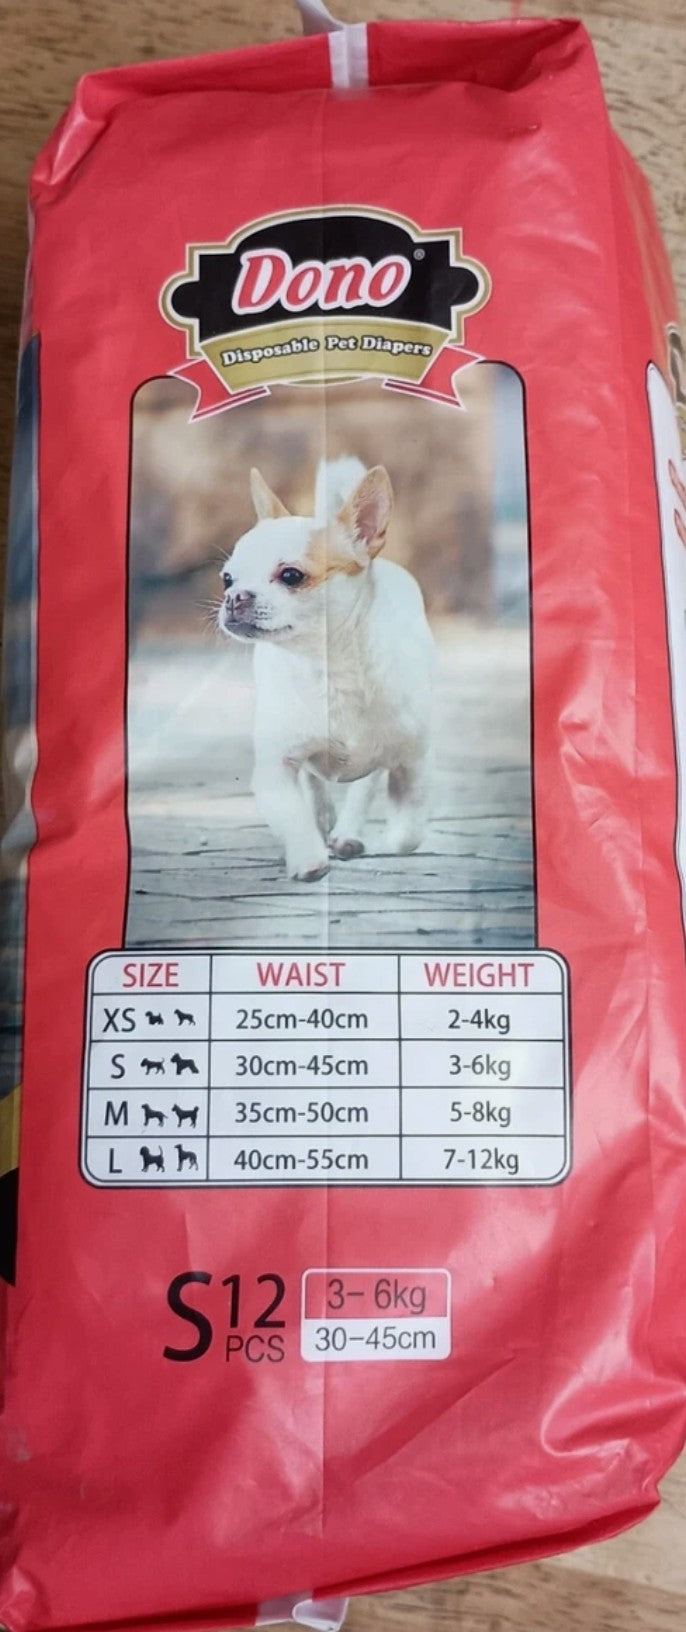 Dono®
Disposable Pet Diapers
SIZE WAIST WEIGHT
XS 25cm-40cm 2-4kg
S 30cm-45cm 3-6kg
M 35cm-50cm 5-8kg
L 40cm-55cm 7-12kg
S 12 PCS
3- 6kg
30-45cm